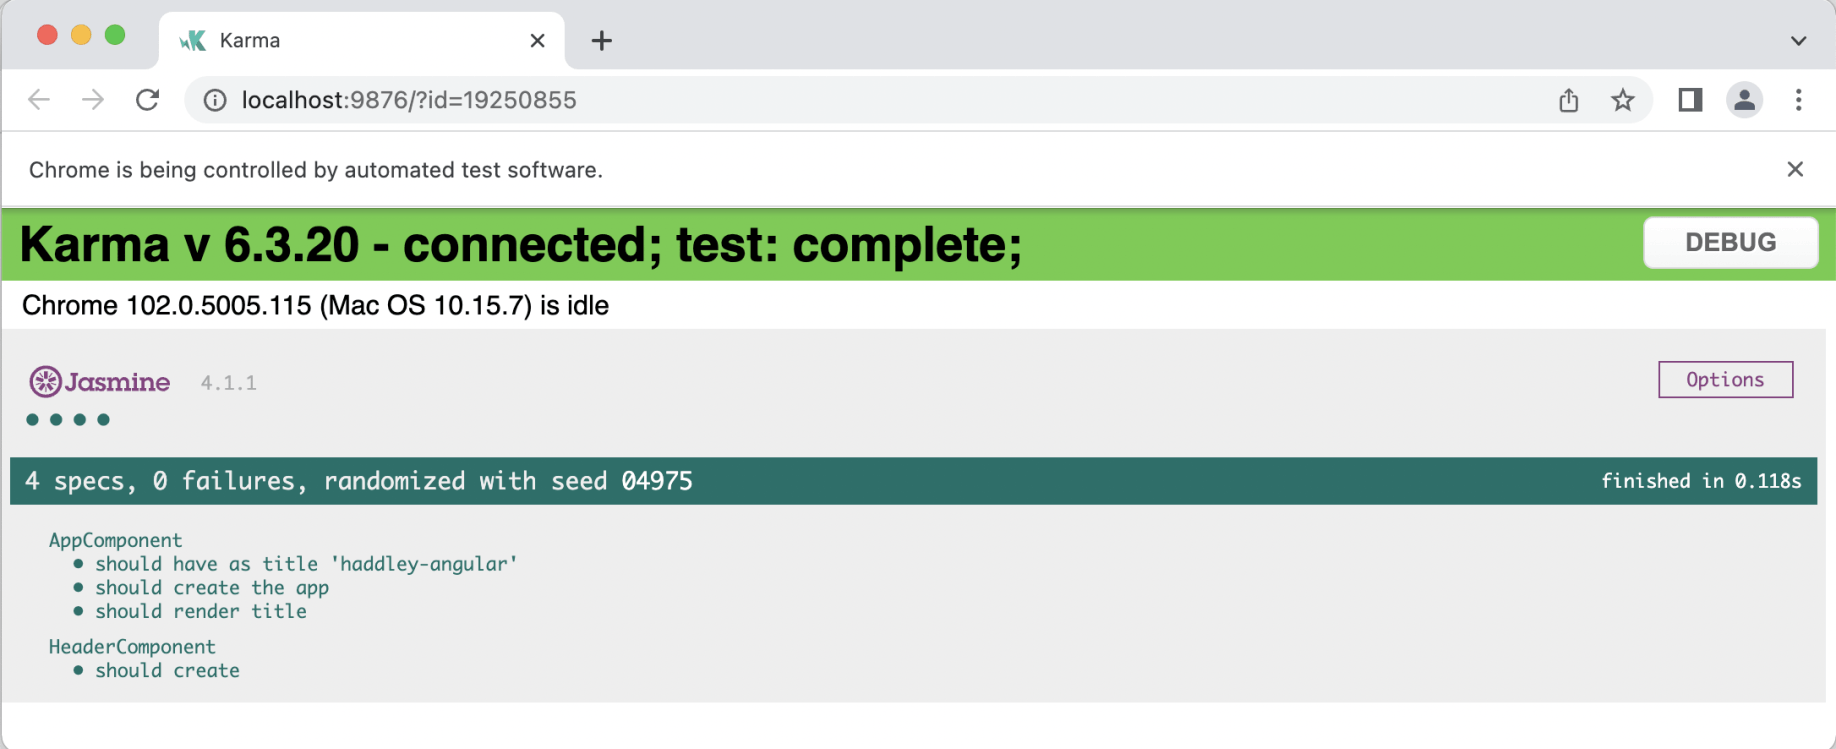 Karma
localhost:9876/?id=19250855
Chrome is being controlled by automated test software.
Karma v 6.3.20 - connected; test: complete;
DEBUG
Chrome 102.0.5005.115 (Mac OS 10.15.7) is idle
Jasmine 4.1.1
Options
4 specs, 0 failures, randomized with seed 04975
finished in 0.118s
AppComponent
• should have as title 'haddley-angular'
• should create the app
• should render title
HeaderComponent
• should create